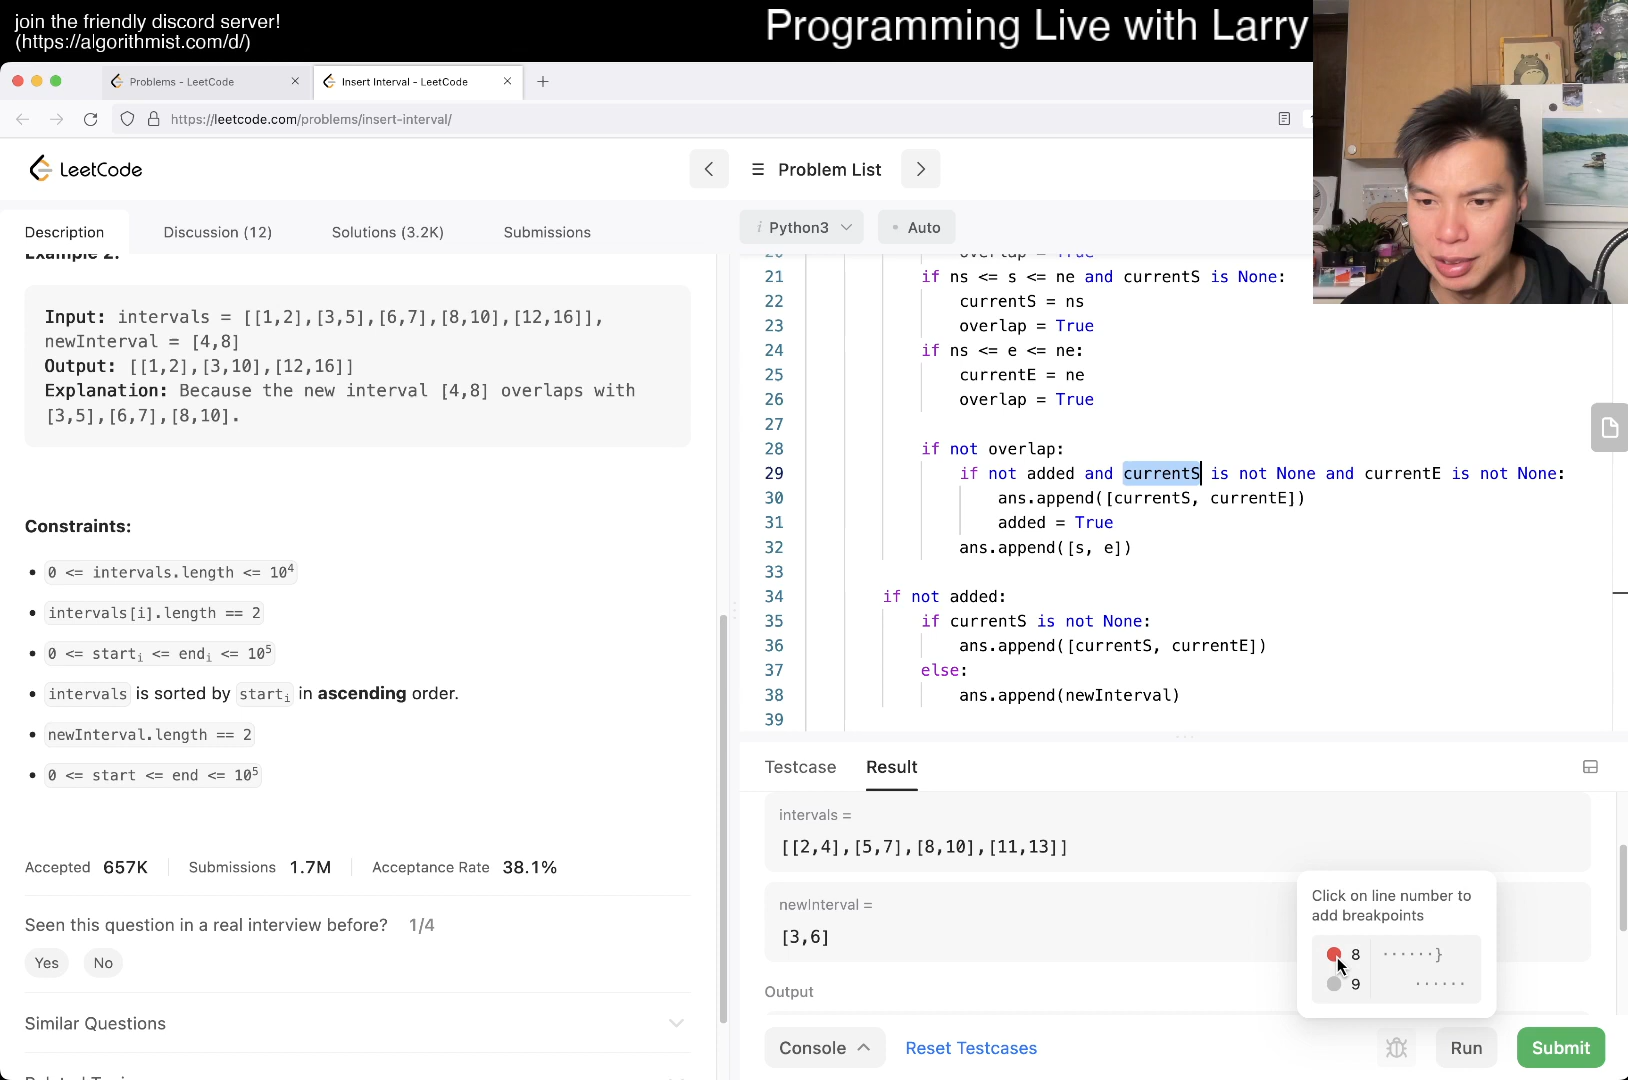 join the friendly discord server!
(https://algorithmist.com/d/)
Programming Live with Larry
Problems - LeetCode
Insert Interval - LeetCode
https://leetcode.com/problems/insert-interval/
LeetCode
Problem List
Description
Discussion (12)
Solutions (3.2K)
Submissions
Example 2:
Input: intervals = [[1,2],[3,5],[6,7],[8,10],[12,16]],
newInterval = [4,8]
Output: [[1,2],[3,10],[12,16]]
Explanation: Because the new interval [4,8] overlaps with
[3,5],[6,7],[8,10].
Constraints:
• 0 <= intervals.length <= 10⁴
• intervals[i].length == 2
• 0 <= startᵢ <= endᵢ <= 10⁵
• intervals is sorted by startᵢ in ascending order.
• newInterval.length == 2
• 0 <= start <= end <= 10⁵
Accepted 657K Submissions 1.7M Acceptance Rate 38.1%
Seen this question in a real interview before? 1/4
Yes No
Similar Questions
i Python3
• Auto
20 overlap = True
21 if ns <= s <= ne and currentS is None:
22 currentS = ns
23 overlap = True
24 if ns <= e <= ne:
25 currentE = ne
26 overlap = True
27
28 if not overlap:
29 if not added and currentS is not None and currentE is not None:
30 ans.append([currentS, currentE])
31 added = True
32 ans.append([s, e])
33
34 if not added:
35 if currentS is not None:
36 ans.append([currentS, currentE])
37 else:
38 ans.append(newInterval)
39
Testcase
Result
intervals =
[[2,4],[5,7],[8,10],[11,13]]
newInterval =
[3,6]
Output
Click on line number to
add breakpoints
8 ······}
9 ······
Console
Reset Testcases
Run
Submit